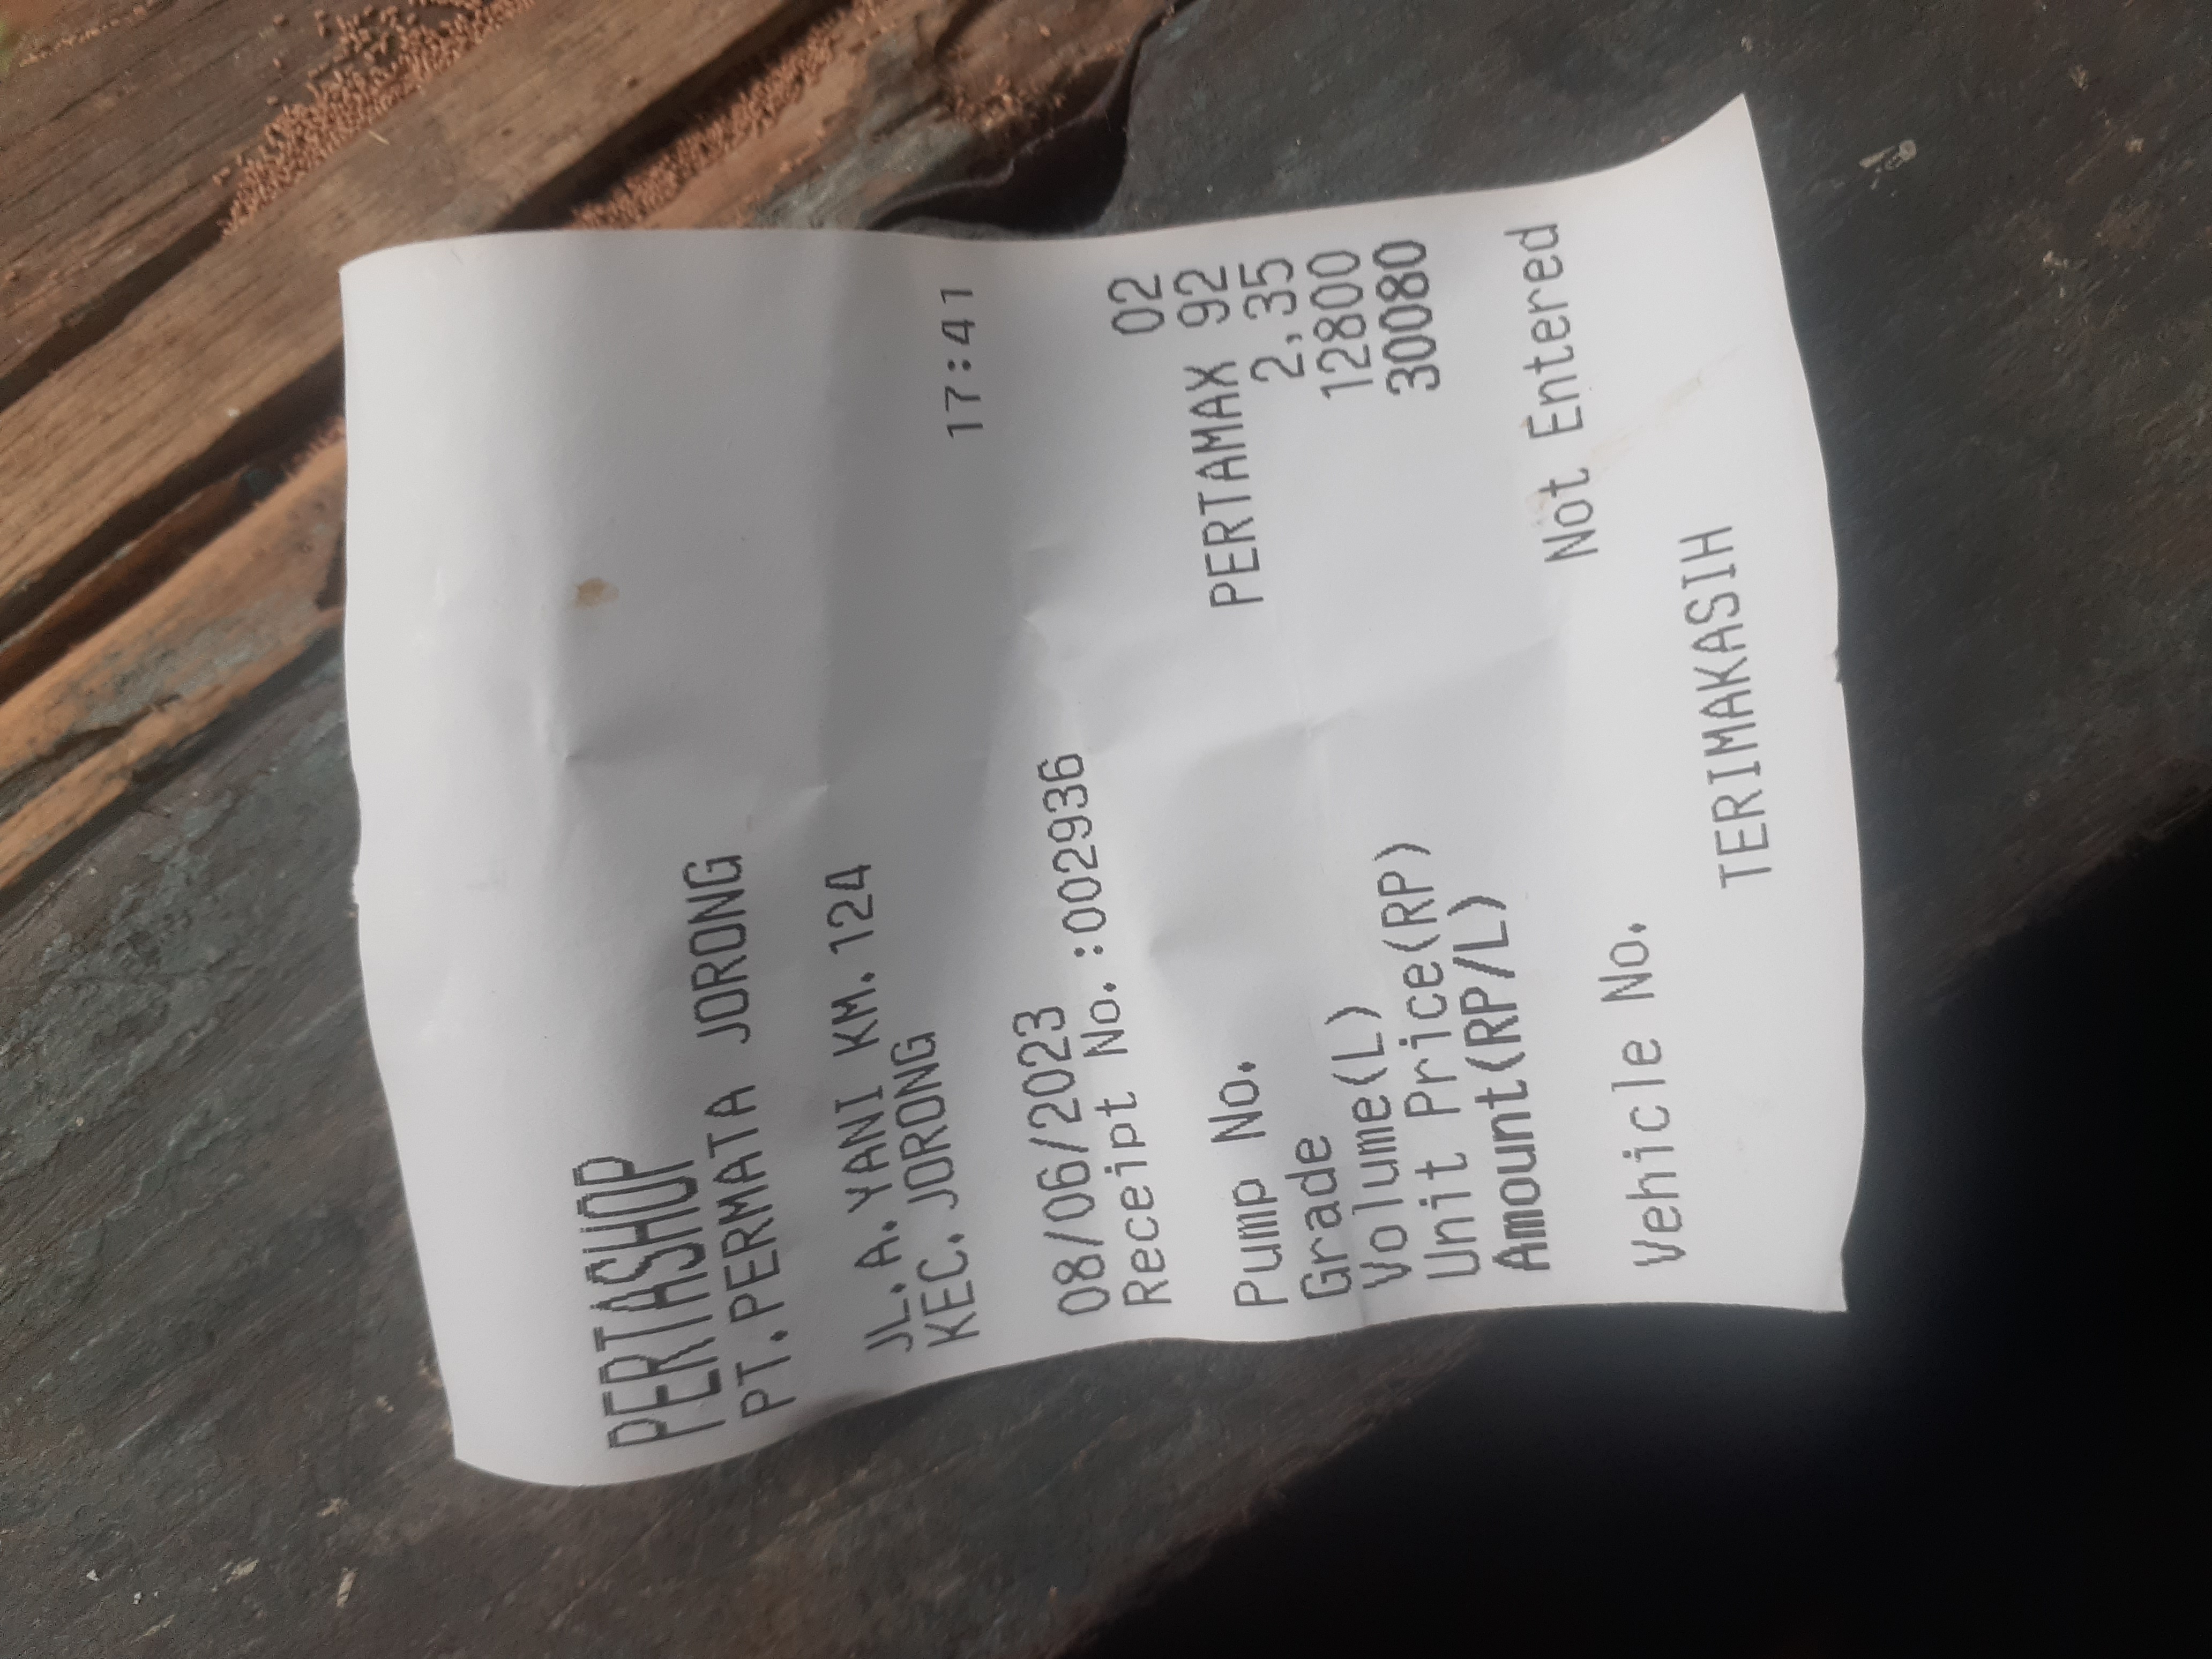 PERTASHOP
PT.PERMATA JORONG
JL.A.YANI KM.124
KEC.JORONG
08/06/2023 17:41
Receipt No.:002936
Pump No. 02
Grade PERTAMAX 92
Volume(L) 2,35
Unit Price(RP) 12800
Amount(RP/L) 30080
Vehicle No. Not Entered
TERIMAKASIH